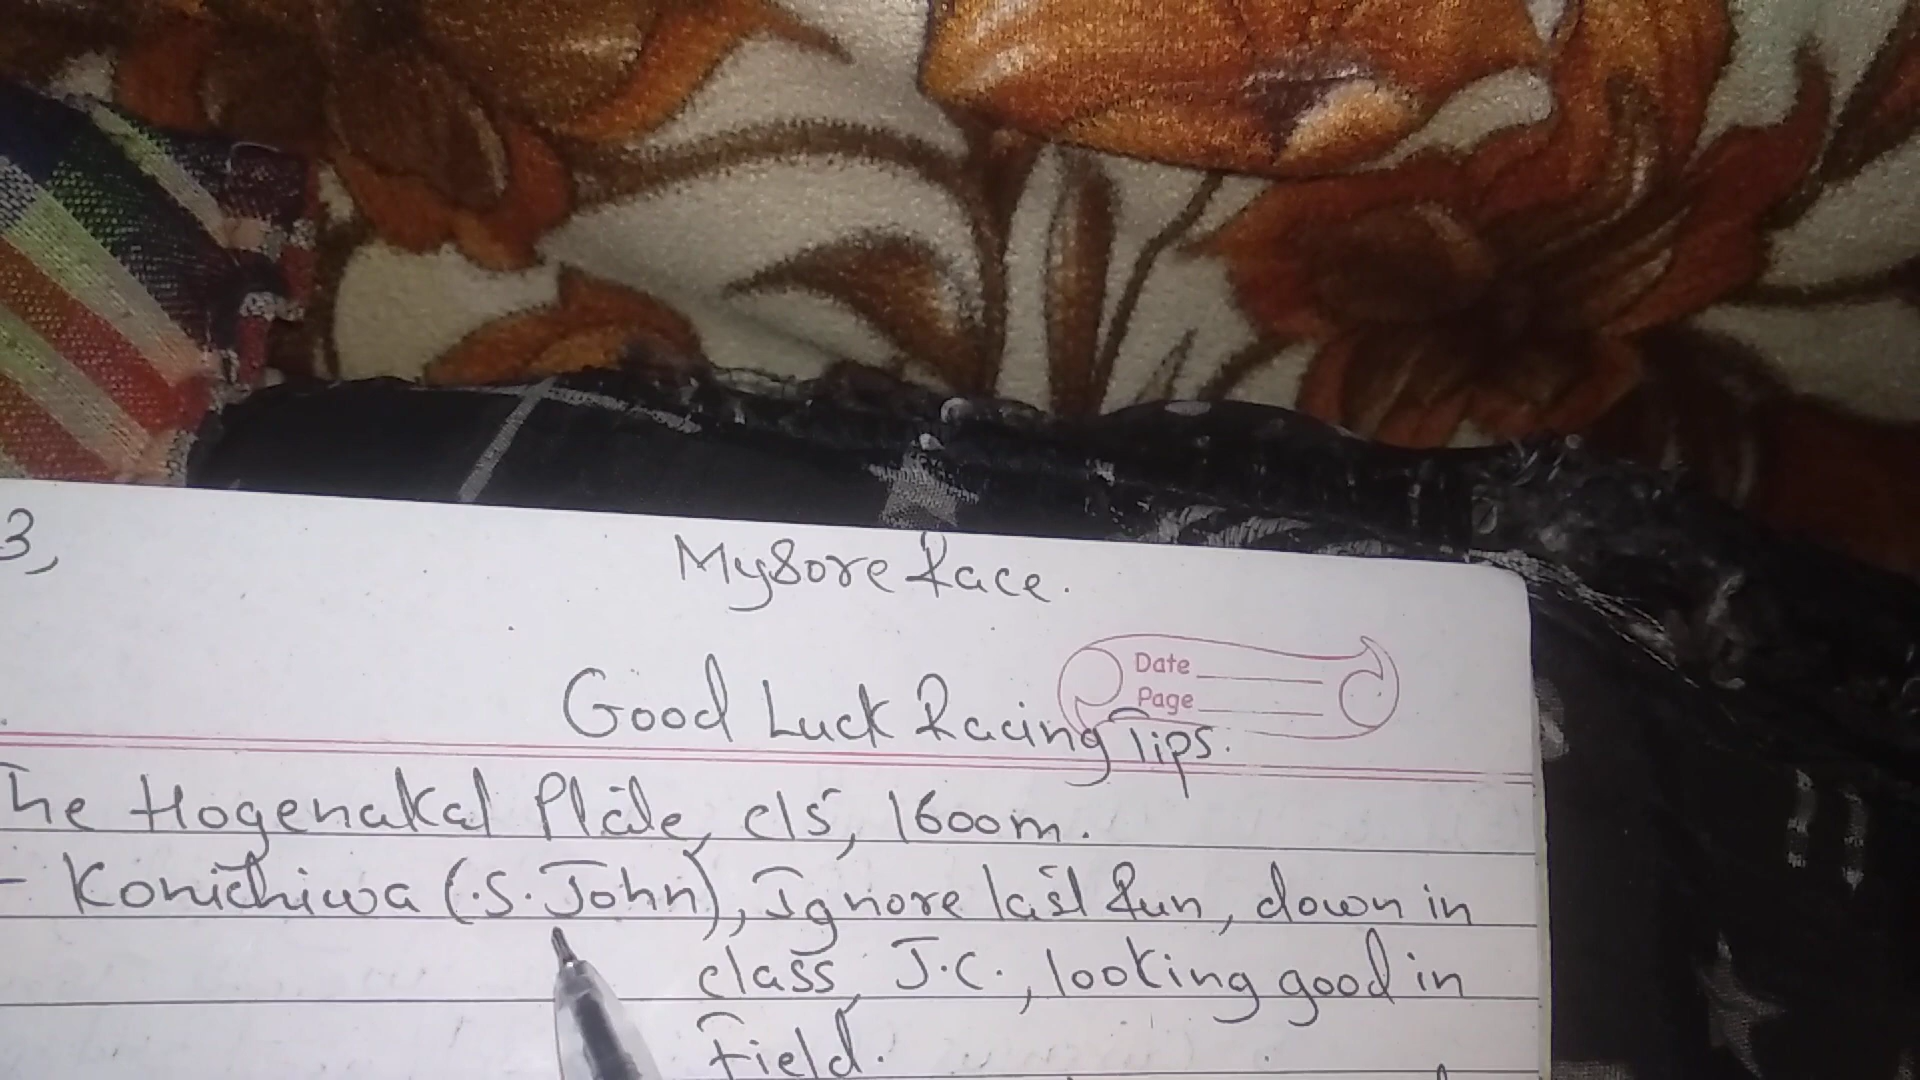 3,
Mysore Race.
Date
Page
Good Luck Racing Tips.
The Hogenakal Plate, cl5, 1600m.
- Konichiwa (S. John), Ignore last Run, down in
class, J.C., looking good in
Field.